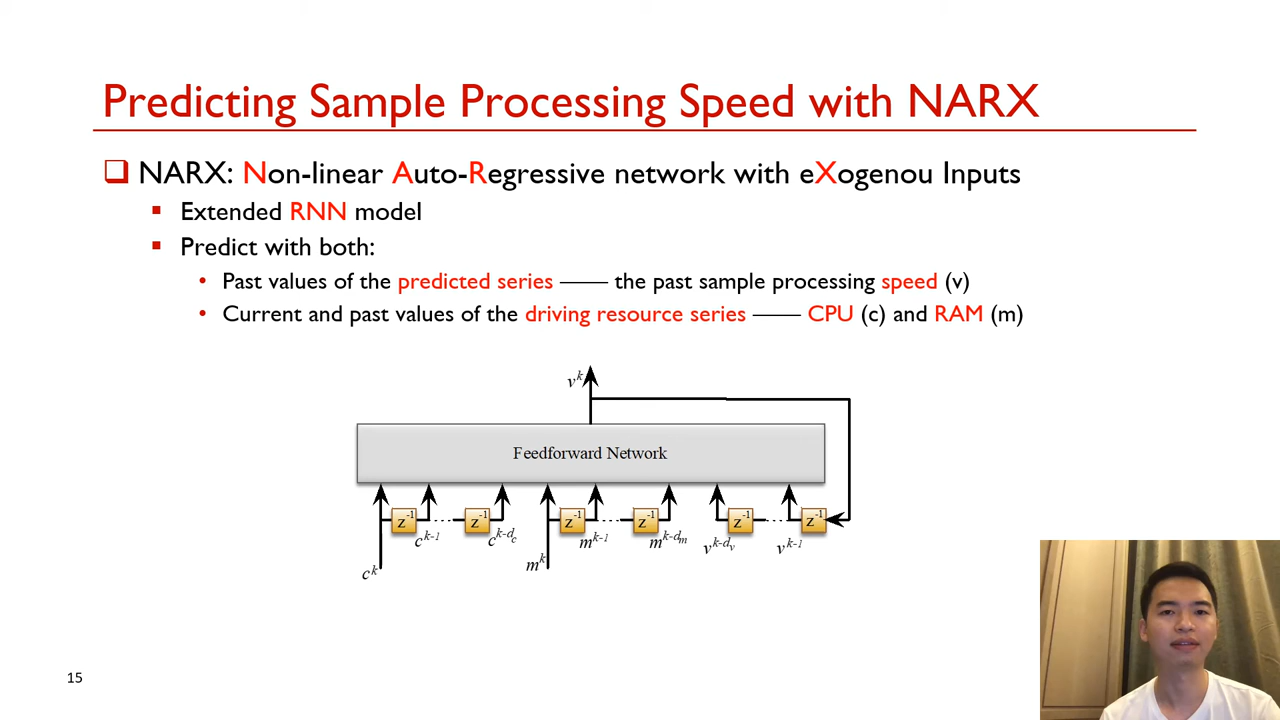 Predicting Sample Processing Speed with NARX
NARX: Non-linear Auto-Regressive network with eXogenou Inputs
Extended RNN model
Predict with both:
Past values of the predicted series —— the past sample processing speed (v)
Current and past values of the driving resource series —— CPU (c) and RAM (m)
v^k
Feedforward Network
z^-1 z^-1 z^-1 z^-1 z^-1 z^-1
c^k-1 c^k-d_c m^k-1 m^k-d_m v^k-d_v v^k-1
c^k m^k
15